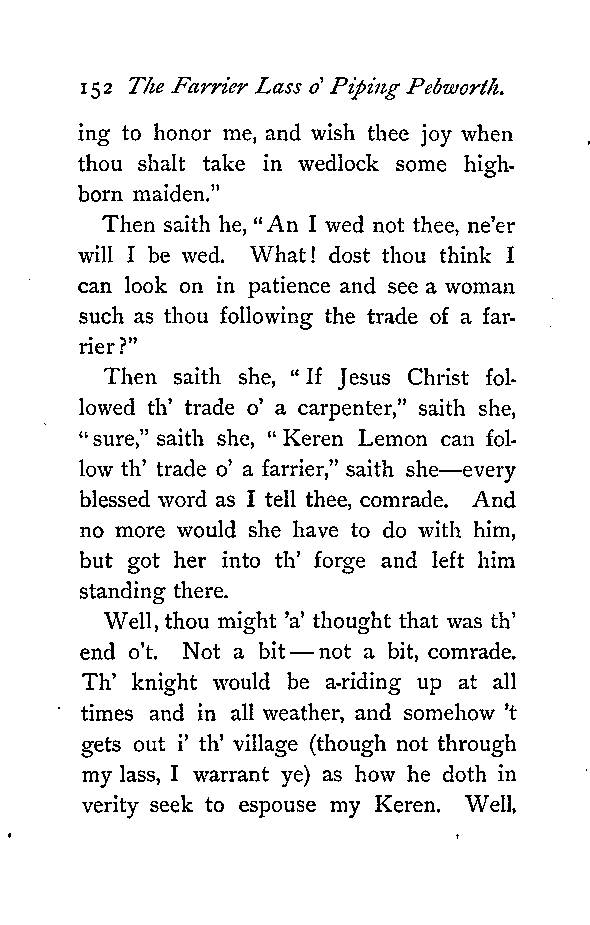 152 The Farrier Lass o' Piping Pebworth.
ing to honor me, and wish thee joy when
thou shalt take in wedlock some high-
born maiden."
Then saith he, "An I wed not thee, ne'er
will I be wed. What! dost thou think I
can look on in patience and see a woman
such as thou following the trade of a far-
rier?"
Then saith she, "If Jesus Christ fol-
lowed th' trade o' a carpenter," saith she,
"sure," saith she, "Keren Lemon can fol-
low th' trade o' a farrier," saith she—every
blessed word as I tell thee, comrade. And
no more would she have to do with him,
but got her into th' forge and left him
standing there.
Well, thou might 'a' thought that was th'
end o't. Not a bit—not a bit, comrade.
Th' knight would be a-riding up at all
times and in all weather, and somehow 't
gets out i' th' village (though not through
my lass, I warrant ye) as how he doth in
verity seek to espouse my Keren. Well,